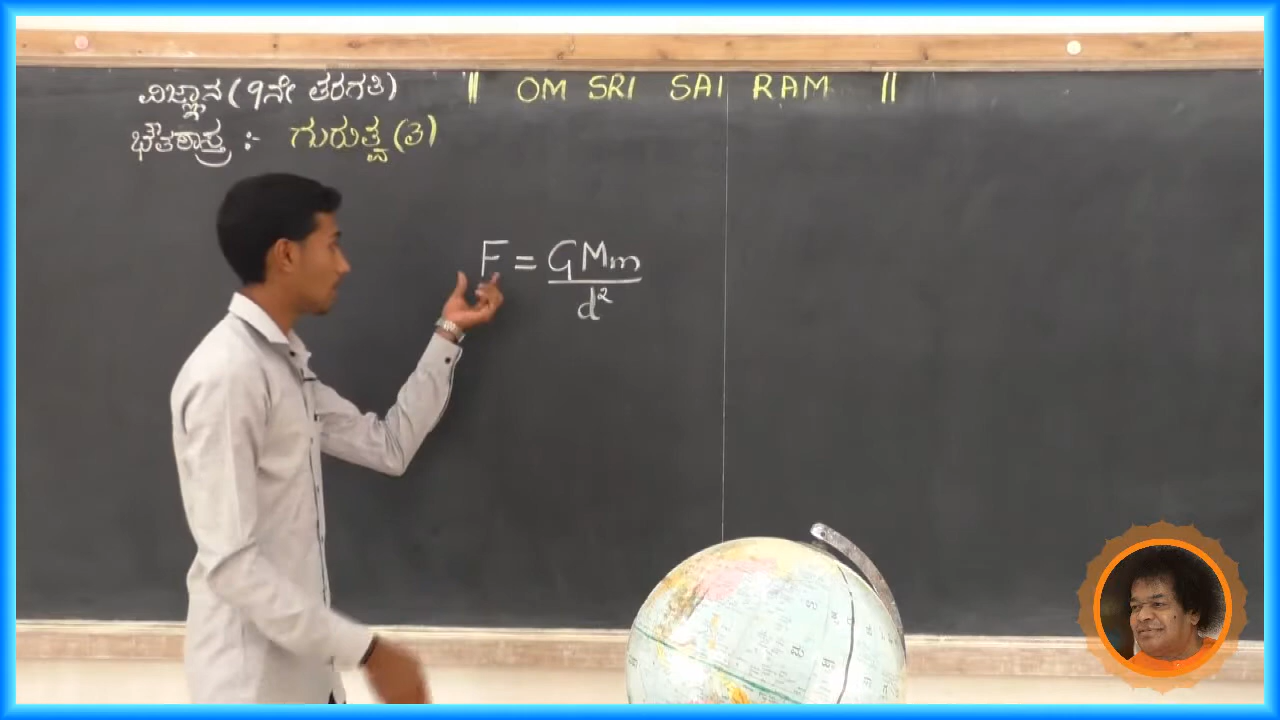 ವಿಜ್ಞಾನ (9ನೇ ತರಗತಿ)
|| OM SRI SAI RAM ||
ಭೌತಶಾಸ್ತ್ರ :- ಗುರುತ್ವ (3)
F = GMm
d²